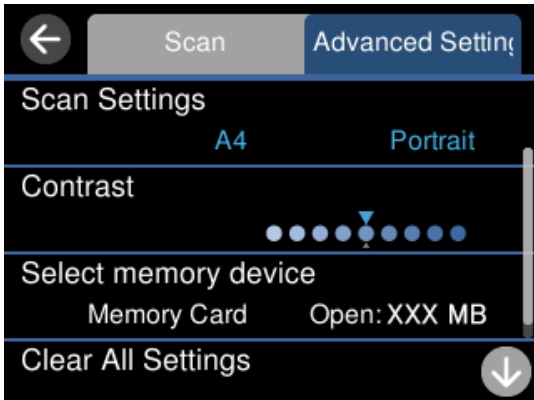 Scan Advanced Setting
Scan Settings
A4 Portrait
Contrast
Select memory device
Memory Card Open: XXX MB
Clear All Settings